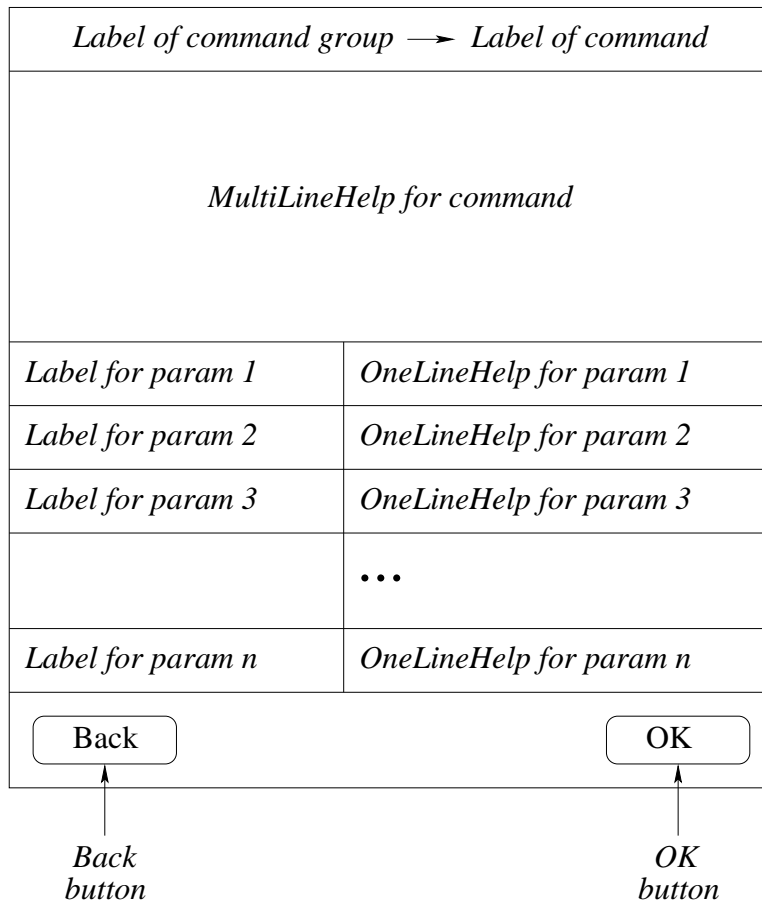 Label of command group → Label of command
MultiLineHelp for command
Label for param 1 OneLineHelp for param 1
Label for param 2 OneLineHelp for param 2
Label for param 3 OneLineHelp for param 3
...
Label for param n OneLineHelp for param n
Back OK
Back
button
OK
button